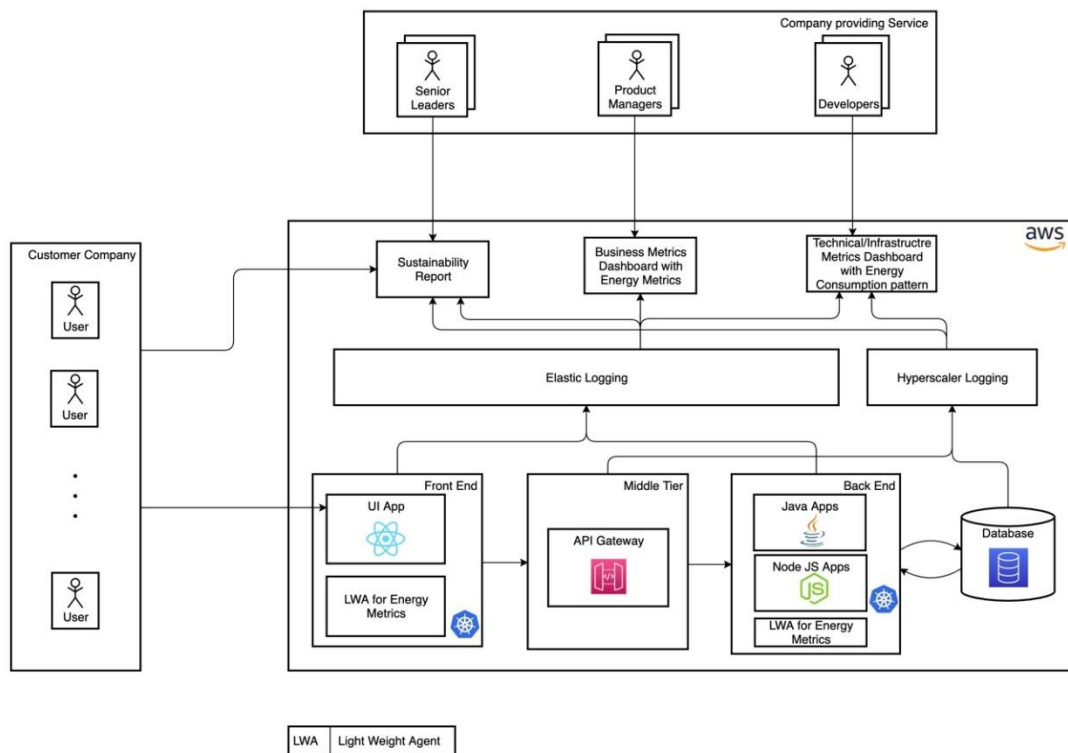 Company providing Service
Senior
Leaders
Product
Managers
Developers
aws
Customer Company
User
User
User
Sustainability
Report
Business Metrics
Dashboard with
Energy Metrics
Technical/Infrastructre
Metrics Dashboard
with Energy
Consumption pattern
Elastic Logging
Hyperscaler Logging
Front End
UI App
LWA for Energy
Metrics
Middle Tier
API Gateway
</>
Back End
Java Apps
Java
Node JS Apps
JS
LWA for Energy
Metrics
Database
LWA
Light Weight Agent